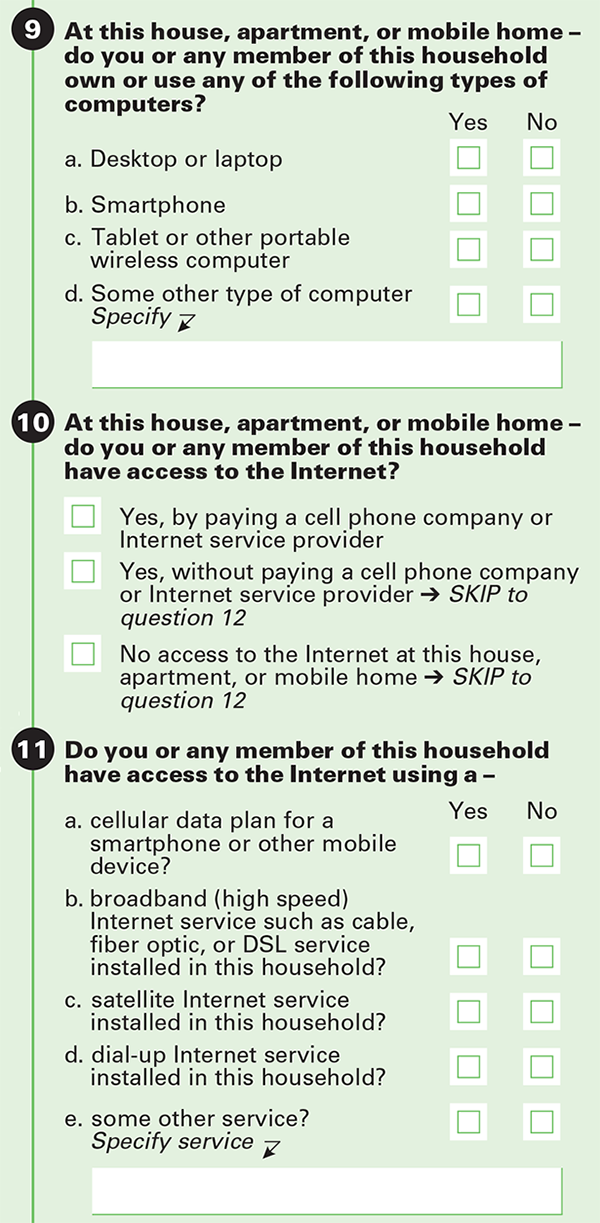 9 At this house, apartment, or mobile home –
do you or any member of this household
own or use any of the following types of
computers?
Yes No
a. Desktop or laptop
b. Smartphone
c. Tablet or other portable
wireless computer
d. Some other type of computer
Specify
10 At this house, apartment, or mobile home –
do you or any member of this household
have access to the Internet?
Yes, by paying a cell phone company or
Internet service provider
Yes, without paying a cell phone company
or Internet service provider ➔ SKIP to
question 12
No access to the Internet at this house,
apartment, or mobile home ➔ SKIP to
question 12
11 Do you or any member of this household
have access to the Internet using a –
Yes No
a. cellular data plan for a
smartphone or other mobile
device?
b. broadband (high speed)
Internet service such as cable,
fiber optic, or DSL service
installed in this household?
c. satellite Internet service
installed in this household?
d. dial-up Internet service
installed in this household?
e. some other service?
Specify service